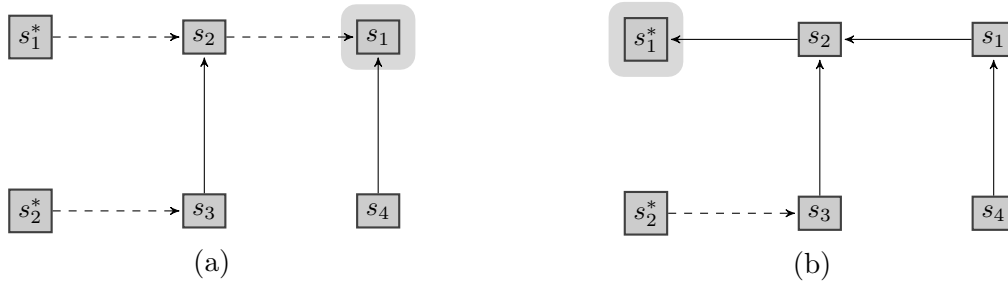 s₁* s₂ s₁ s₁* s₂ s₁
s₂* s₃ s₄ s₂* s₃ s₄
(a) (b)